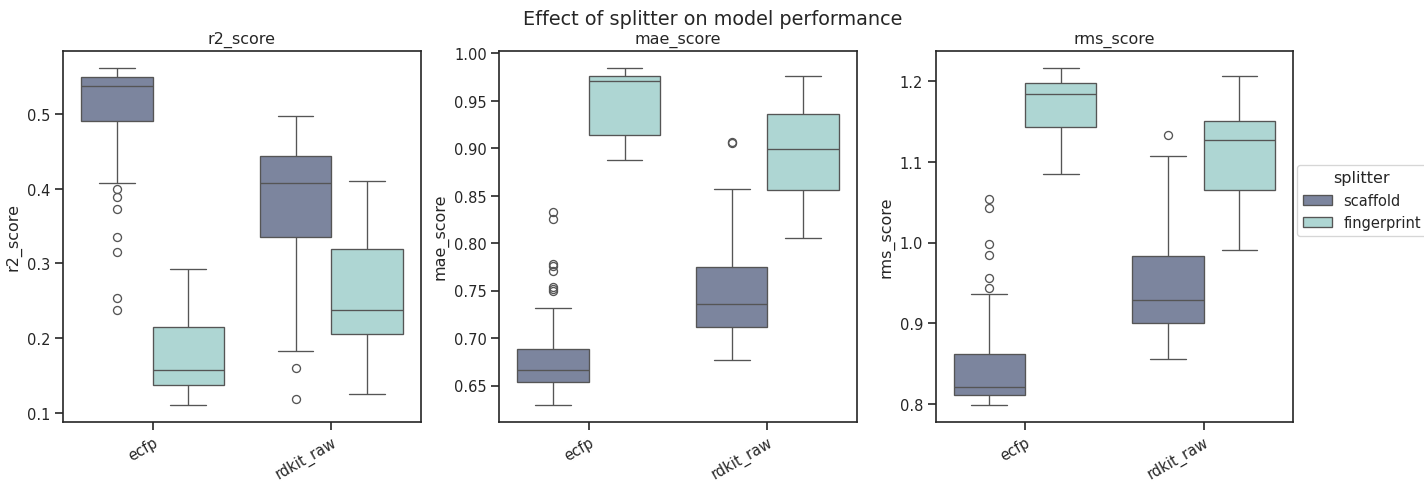 Effect of splitter on model performance
r2_score
r2_score
0.5
0.4
0.3
0.2
0.1
ecfp
rdkit_raw
mae_score
mae_score
1.00
0.95
0.90
0.85
0.80
0.75
0.70
0.65
ecfp
rdkit_raw
rms_score
rms_score
1.2
1.1
1.0
0.9
0.8
ecfp
rdkit_raw
splitter
scaffold
fingerprint